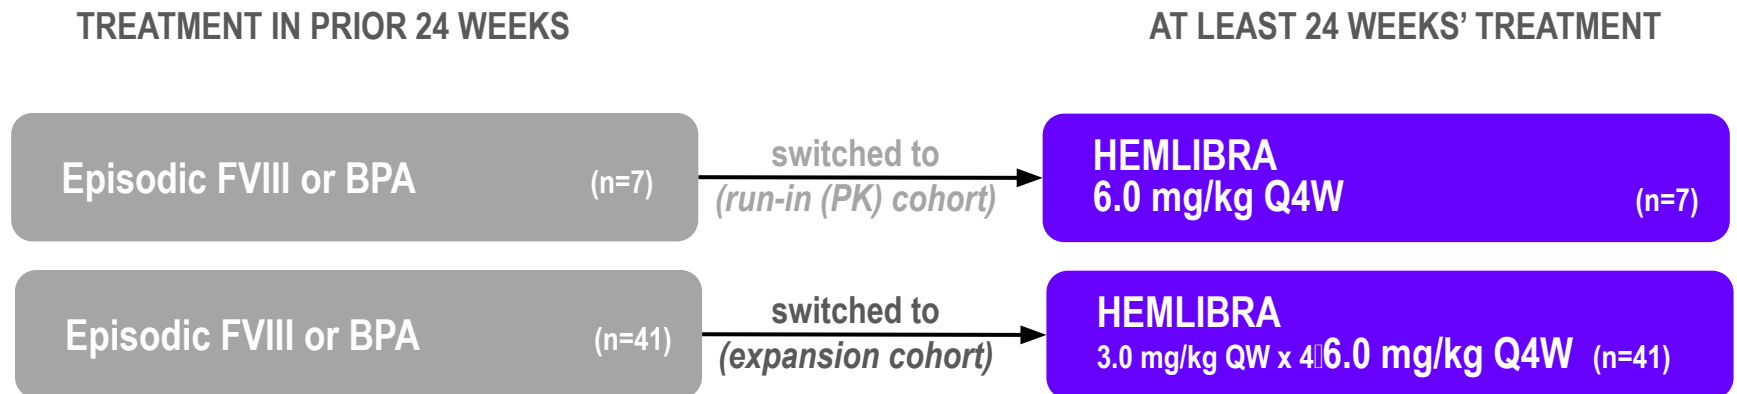 TREATMENT IN PRIOR 24 WEEKS
AT LEAST 24 WEEKS’ TREATMENT
Episodic FVIII or BPA (n=7)
switched to
(run-in (PK) cohort)
HEMLIBRA
6.0 mg/kg Q4W (n=7)
Episodic FVIII or BPA (n=41)
switched to
(expansion cohort)
HEMLIBRA
3.0 mg/kg QW x 4▯6.0 mg/kg Q4W (n=41)